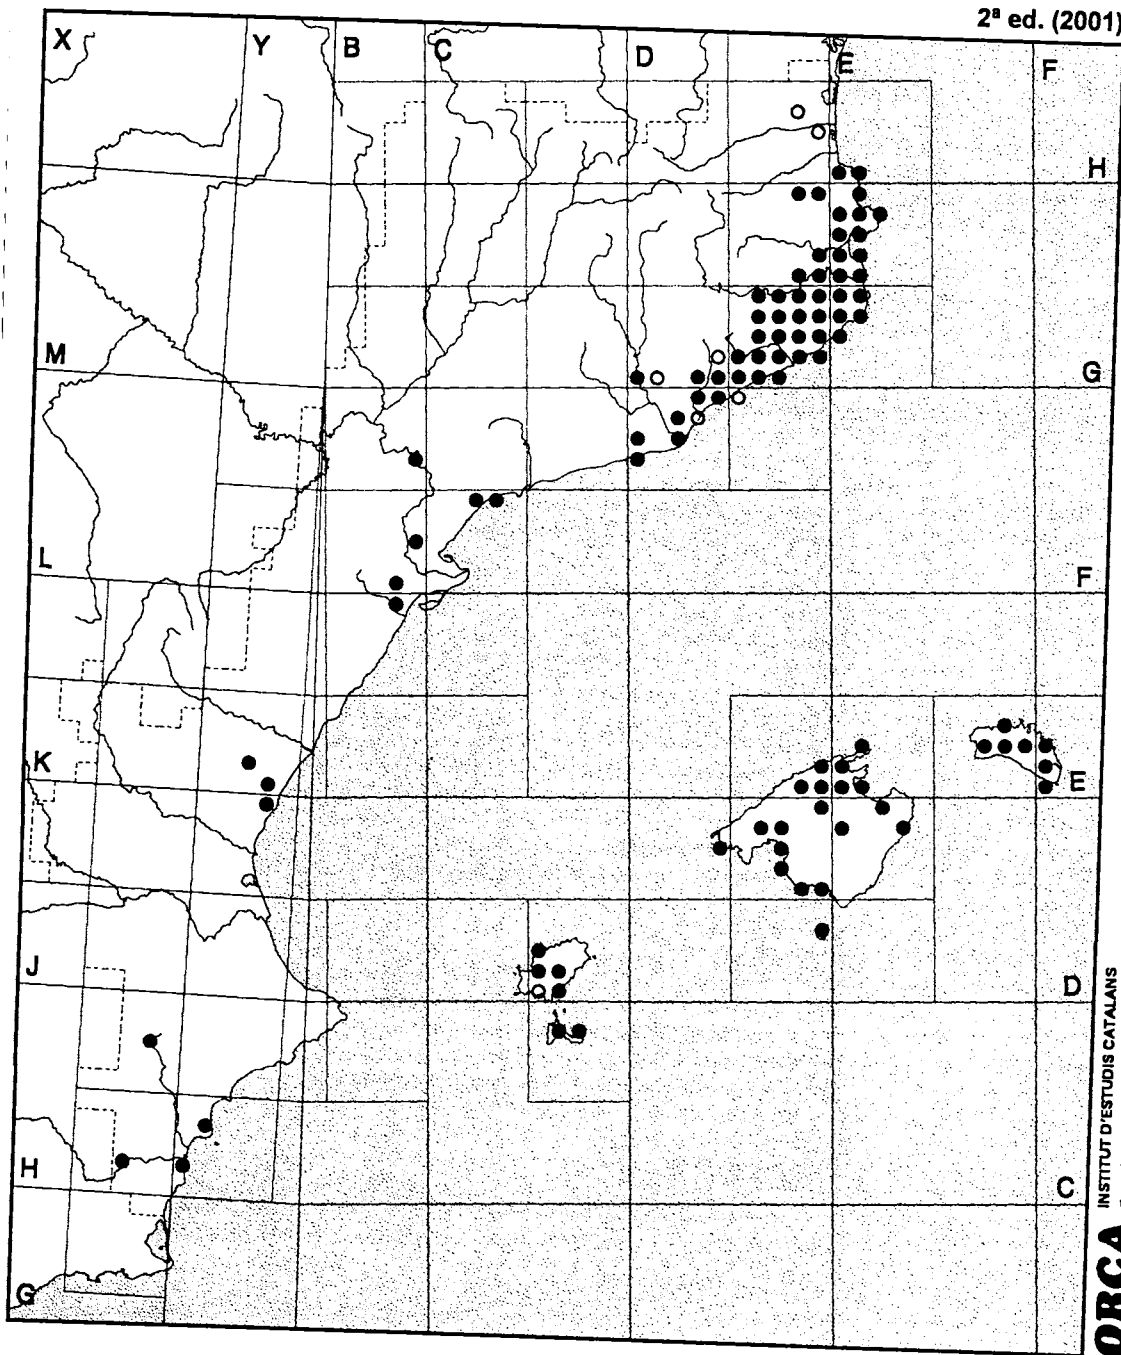 2ª ed. (2001)
X Y B C D E F
H
M G
L F
K E
J D
H C
G
INSTITUT D'ESTUDIS CATALANS
ORCA